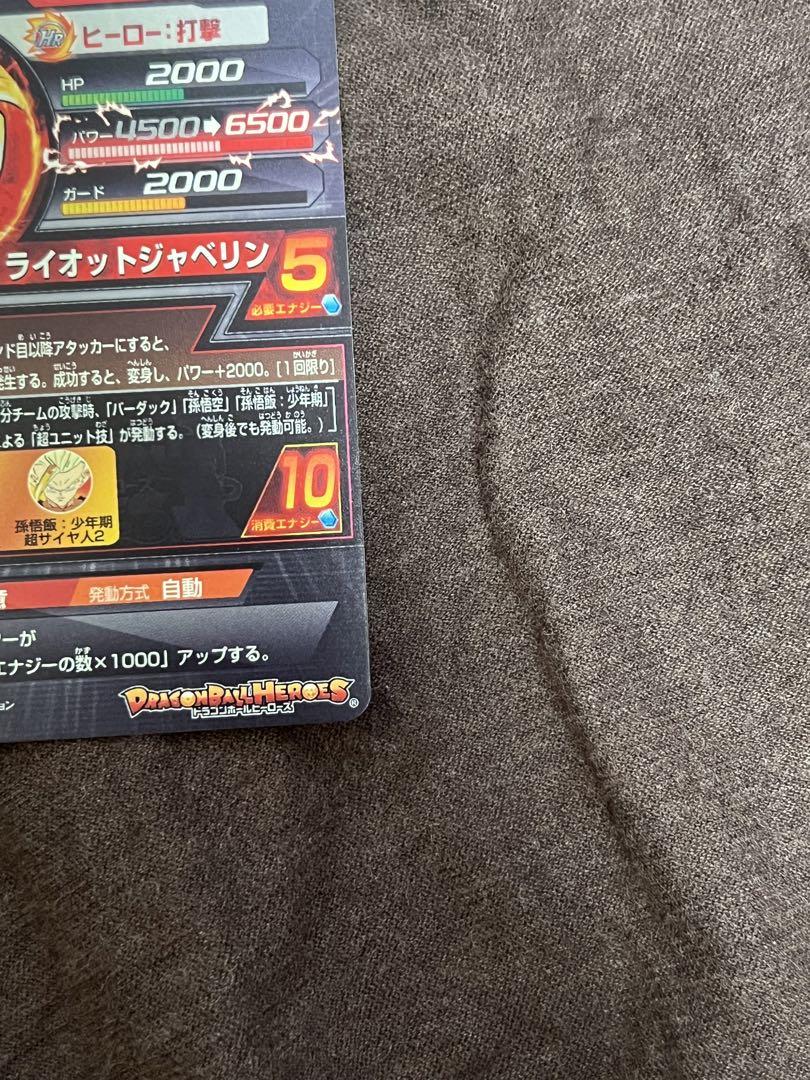 HR ヒーロー:打撃
HP 2000
パワー 4500➡6500
ガード 2000
ライオットジャベリン 5
必要エナジー
ンド目以降アタッカーにすると、
発生する。成功すると、変身し、パワー+2000。[1回限り]
分チームの攻撃時、「バーダック」「孫悟空」「孫悟飯:少年期」
よる「超ユニット技」が発動する。(変身後でも発動可能。)
10
消費エナジー
孫悟飯:少年期
超サイヤ人2
発動方式 自動
ーが
エナジーの数×1000」アップする。
DRAGONBALL HEROES ®
ドラゴンボールヒーローズ
ョン